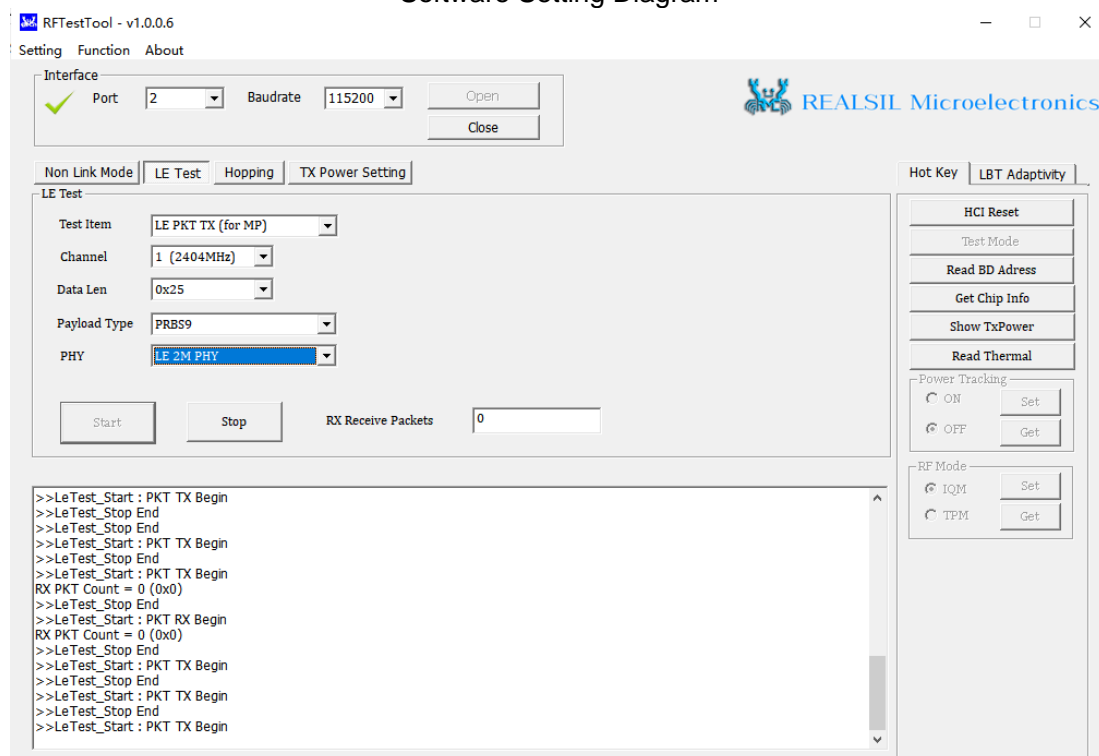 Software Setting Diagram
RFTestTool - v1.0.0.6
Setting Function About
Interface
Port 2 Baudrate 115200 Open
Close
REALSIL Microelectronics
Non Link Mode LE Test Hopping TX Power Setting
Hot Key LBT Adaptivity
LE Test
Test Item LE PKT TX (for MP)
Channel 1 (2404MHz)
Data Len 0x25
Payload Type PRBS9
PHY LE 2M PHY
Start Stop RX Receive Packets 0
HCI Reset
Test Mode
Read BD Adress
Get Chip Info
Show TxPower
Read Thermal
Power Tracking
ON Set
OFF Get
RF Mode
IQM Set
TPM Get
>>LeTest_Start : PKT TX Begin
>>LeTest_Stop End
>>LeTest_Stop End
>>LeTest_Start : PKT TX Begin
>>LeTest_Stop End
>>LeTest_Start : PKT TX Begin
RX PKT Count = 0 (0x0)
>>LeTest_Stop End
>>LeTest_Start : PKT RX Begin
RX PKT Count = 0 (0x0)
>>LeTest_Stop End
>>LeTest_Start : PKT TX Begin
>>LeTest_Stop End
>>LeTest_Start : PKT TX Begin
>>LeTest_Stop End
>>LeTest_Start : PKT TX Begin